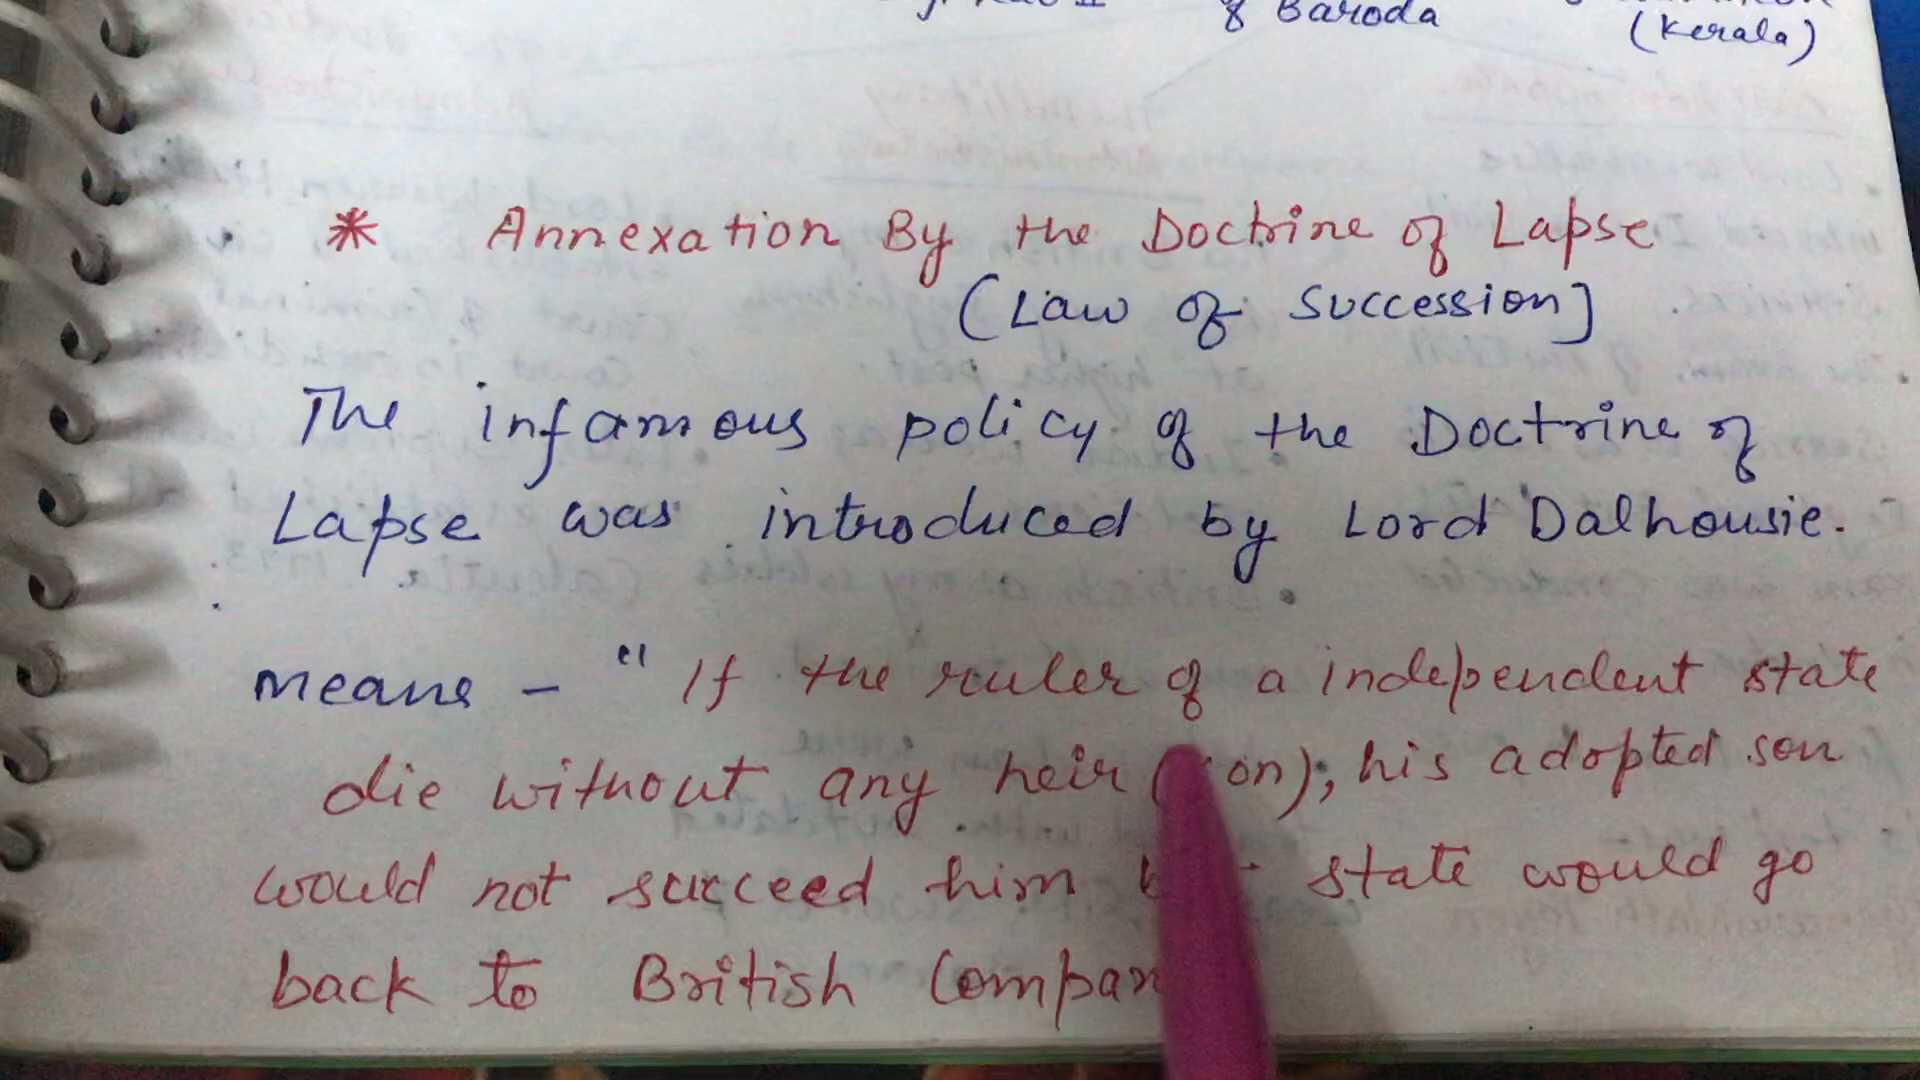 & Baroda
(Kerala)
* Annexation By the Doctrine of Lapse
(Law of Succession]
The infamous policy of the Doctrine of
Lapse was introduced by Lord Dalhousie.
means - "If the ruler of a independent state
die without any heir (son); his adopted son
would not succeed him state would go
back to British